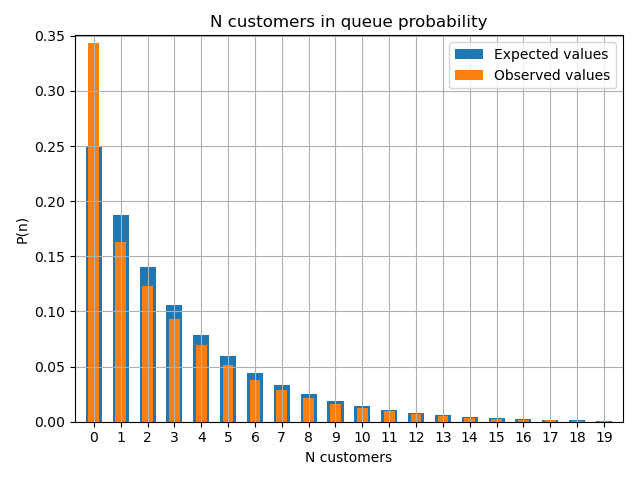 N customers in queue probability
Expected values
Observed values
0.35
0.30
0.25
0.20
0.15
0.10
0.05
0.00
P(n)
0 1 2 3 4 5 6 7 8 9 10 11 12 13 14 15 16 17 18 19
N customers